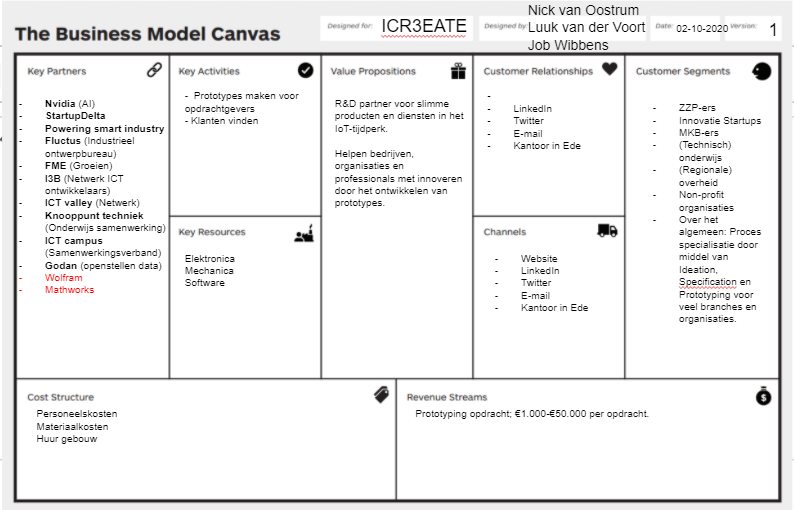 The Business Model Canvas
Designed for:
ICR3EATE
Designed by:
Nick van Oostrum
Luuk van der Voort
Job Wibbens
Date:
02-10-2020
Version:
1
Key Partners
- Nvidia (AI)
- StartupDelta
- Powering smart industry
- Fluctus (Industrieel
ontwerpbureau)
- FME (Groeien)
- I3B (Netwerk ICT
ontwikkelaars)
- ICT valley (Netwerk)
- Knooppunt techniek
(Onderwijs samenwerking)
- ICT campus
(Samenwerkingsverband)
- Godan (openstellen data)
- Wolfram
- Mathworks
Key Activities
- Prototypes maken voor
opdrachtgevers
- Klanten vinden
Key Resources
Elektronica
Mechanica
Software
Value Propositions
R&D partner voor slimme
producten en diensten in het
IoT-tijdperk.
Helpen bedrijven,
organisaties en
professionals met innoveren
door het ontwikkelen van
prototypes.
Customer Relationships
-
- LinkedIn
- Twitter
- E-mail
- Kantoor in Ede
Channels
- Website
- LinkedIn
- Twitter
- E-mail
- Kantoor in Ede
Customer Segments
- ZZP-ers
- Innovatie Startups
- MKB-ers
- (Technisch)
onderwijs
- (Regionale)
overheid
- Non-profit
organisaties
- Over het
algemeen: Proces
specialisatie door
middel van
Ideation,
Specification en
Prototyping voor
veel branches en
organisaties.
Cost Structure
Personeelskosten
Materiaalkosten
Huur gebouw
Revenue Streams
Prototyping opdracht; €1.000-€50.000 per opdracht.